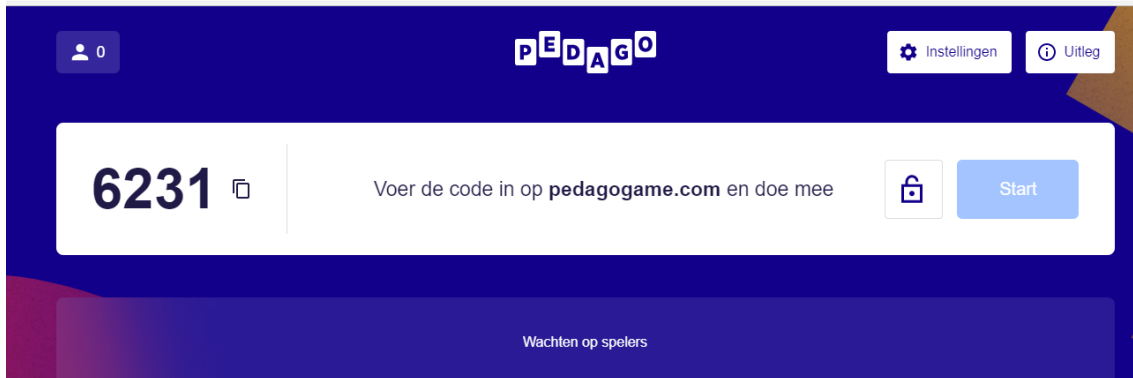 0
PEDAGO
Instellingen
Uitleg
6231
Voer de code in op pedagogame.com en doe mee
Start
Wachten op spelers